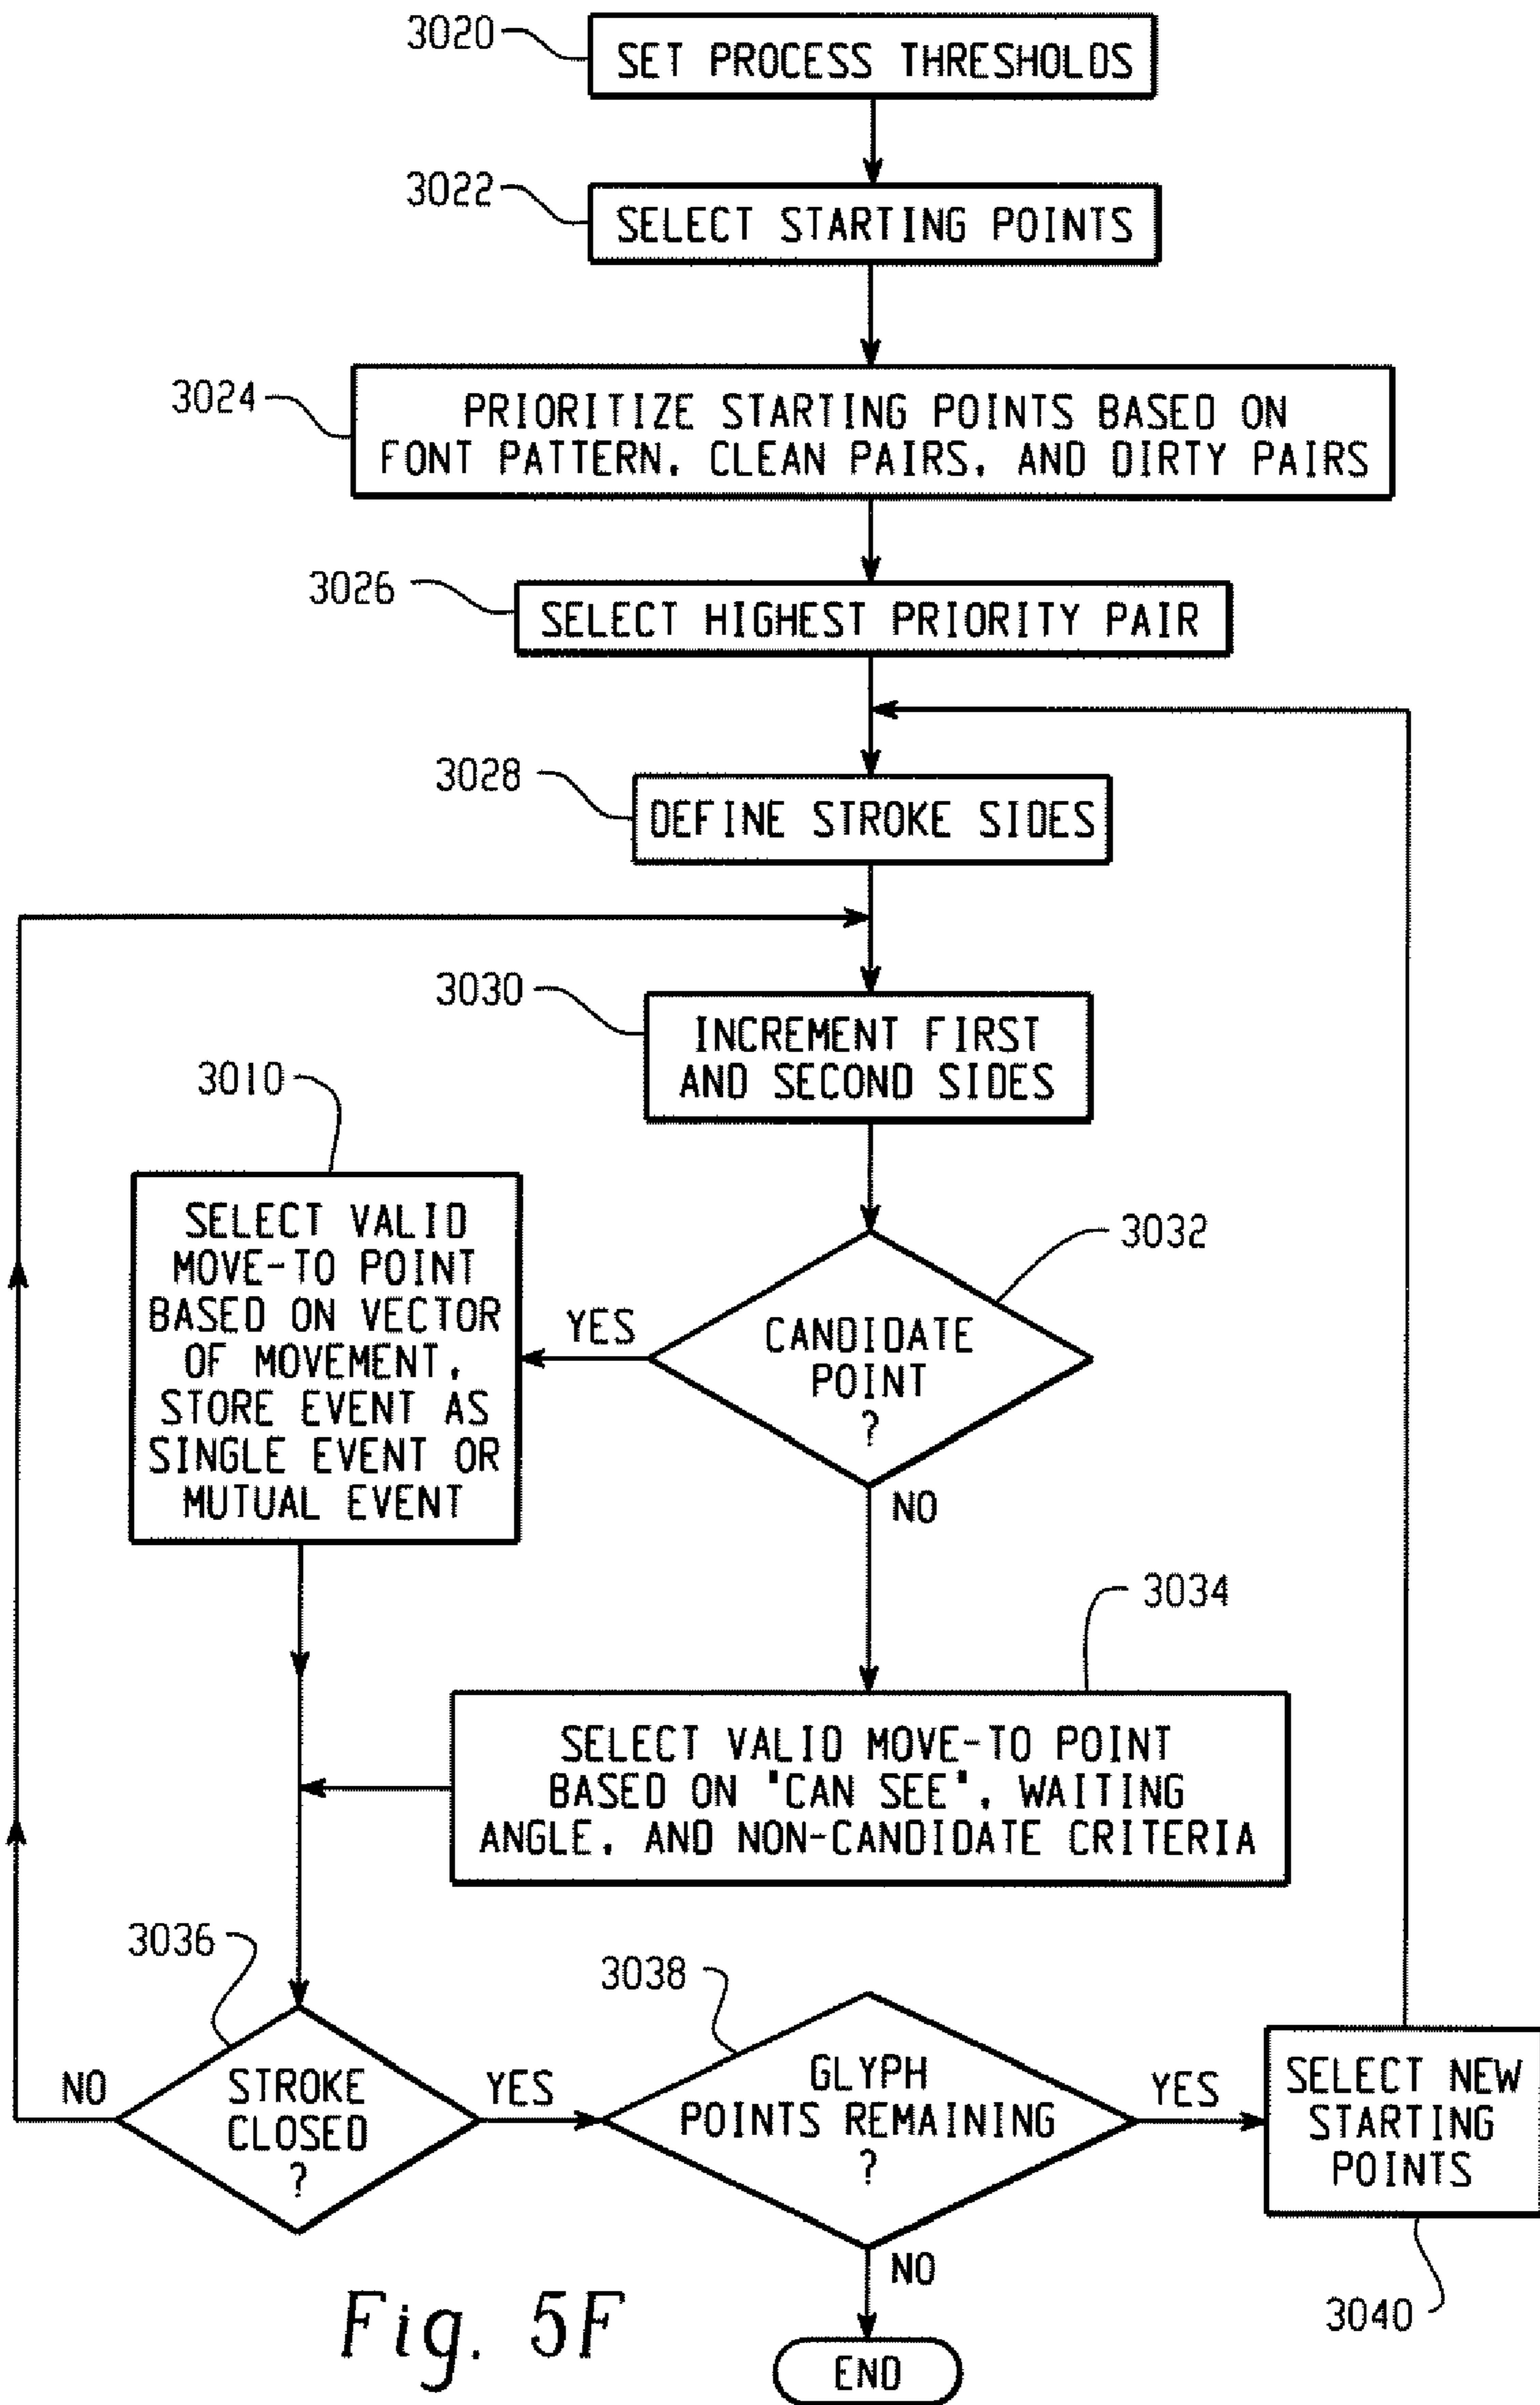 3020
SET PROCESS THRESHOLDS
3022
SELECT STARTING POINTS
3024
PRIORITIZE STARTING POINTS BASED ON
FONT PATTERN, CLEAN PAIRS, AND DIRTY PAIRS
3026
SELECT HIGHEST PRIORITY PAIR
3028
DEFINE STROKE SIDES
3030
INCREMENT FIRST
AND SECOND SIDES
3010
SELECT VALID
MOVE-TO POINT
BASED ON VECTOR
OF MOVEMENT,
STORE EVENT AS
SINGLE EVENT OR
MUTUAL EVENT
3032
YES
CANDIDATE
POINT
?
NO
3034
SELECT VALID MOVE-TO POINT
BASED ON "CAN SEE", WAITING
ANGLE, AND NON-CANDIDATE CRITERIA
3036
NO
STROKE
CLOSED
?
YES
3038
GLYPH
POINTS REMAINING
?
YES
SELECT NEW
STARTING
POINTS
3040
NO
END
Fig. 5F